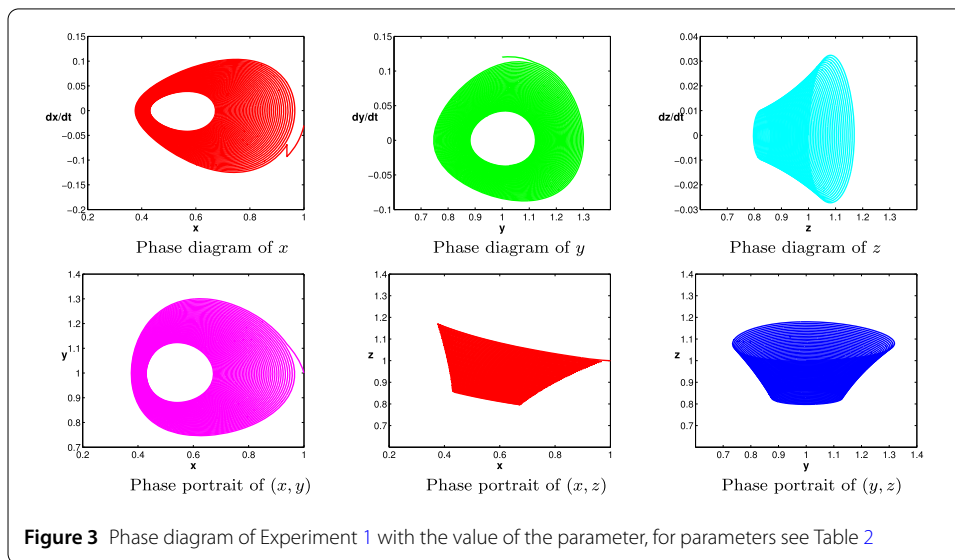 0.15
0.1
0.05
0
dx/dt
−0.05
−0.1
−0.15
−0.2
0.2 0.4 0.6 0.8 1
x
Phase diagram of x
0.15
0.1
0.05
dy/dt
0
−0.05
−0.1
0.7 0.8 0.9 1 1.1 1.2 1.3
y
Phase diagram of y
0.04
0.03
0.02
dz/dt
0.01
0
−0.01
−0.02
−0.03
0.7 0.8 0.9 1 1.1 1.2 1.3
z
Phase diagram of z
1.4
1.3
1.2
1.1
y
1
0.9
0.8
0.7
0.2 0.4 0.6 0.8 1
x
Phase portrait of (x, y)
1.4
1.3
1.2
1.1
z
1
0.9
0.8
0.7
0.2 0.4 0.6 0.8 1
x
Phase portrait of (x, z)
1.4
1.3
1.2
1.1
z
1
0.9
0.8
0.7
0.7 0.8 0.9 1 1.1 1.2 1.3 1.4
y
Phase portrait of (y, z)
Figure 3 Phase diagram of Experiment 1 with the value of the parameter, for parameters see Table 2